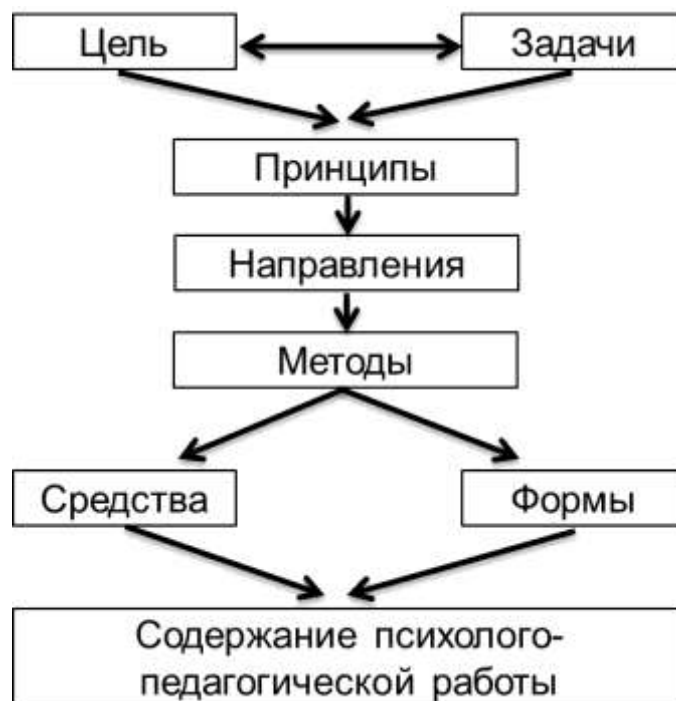 Цель
Задачи
Принципы
Направления
Методы
Средства
Формы
Содержание психолого-
педагогической работы